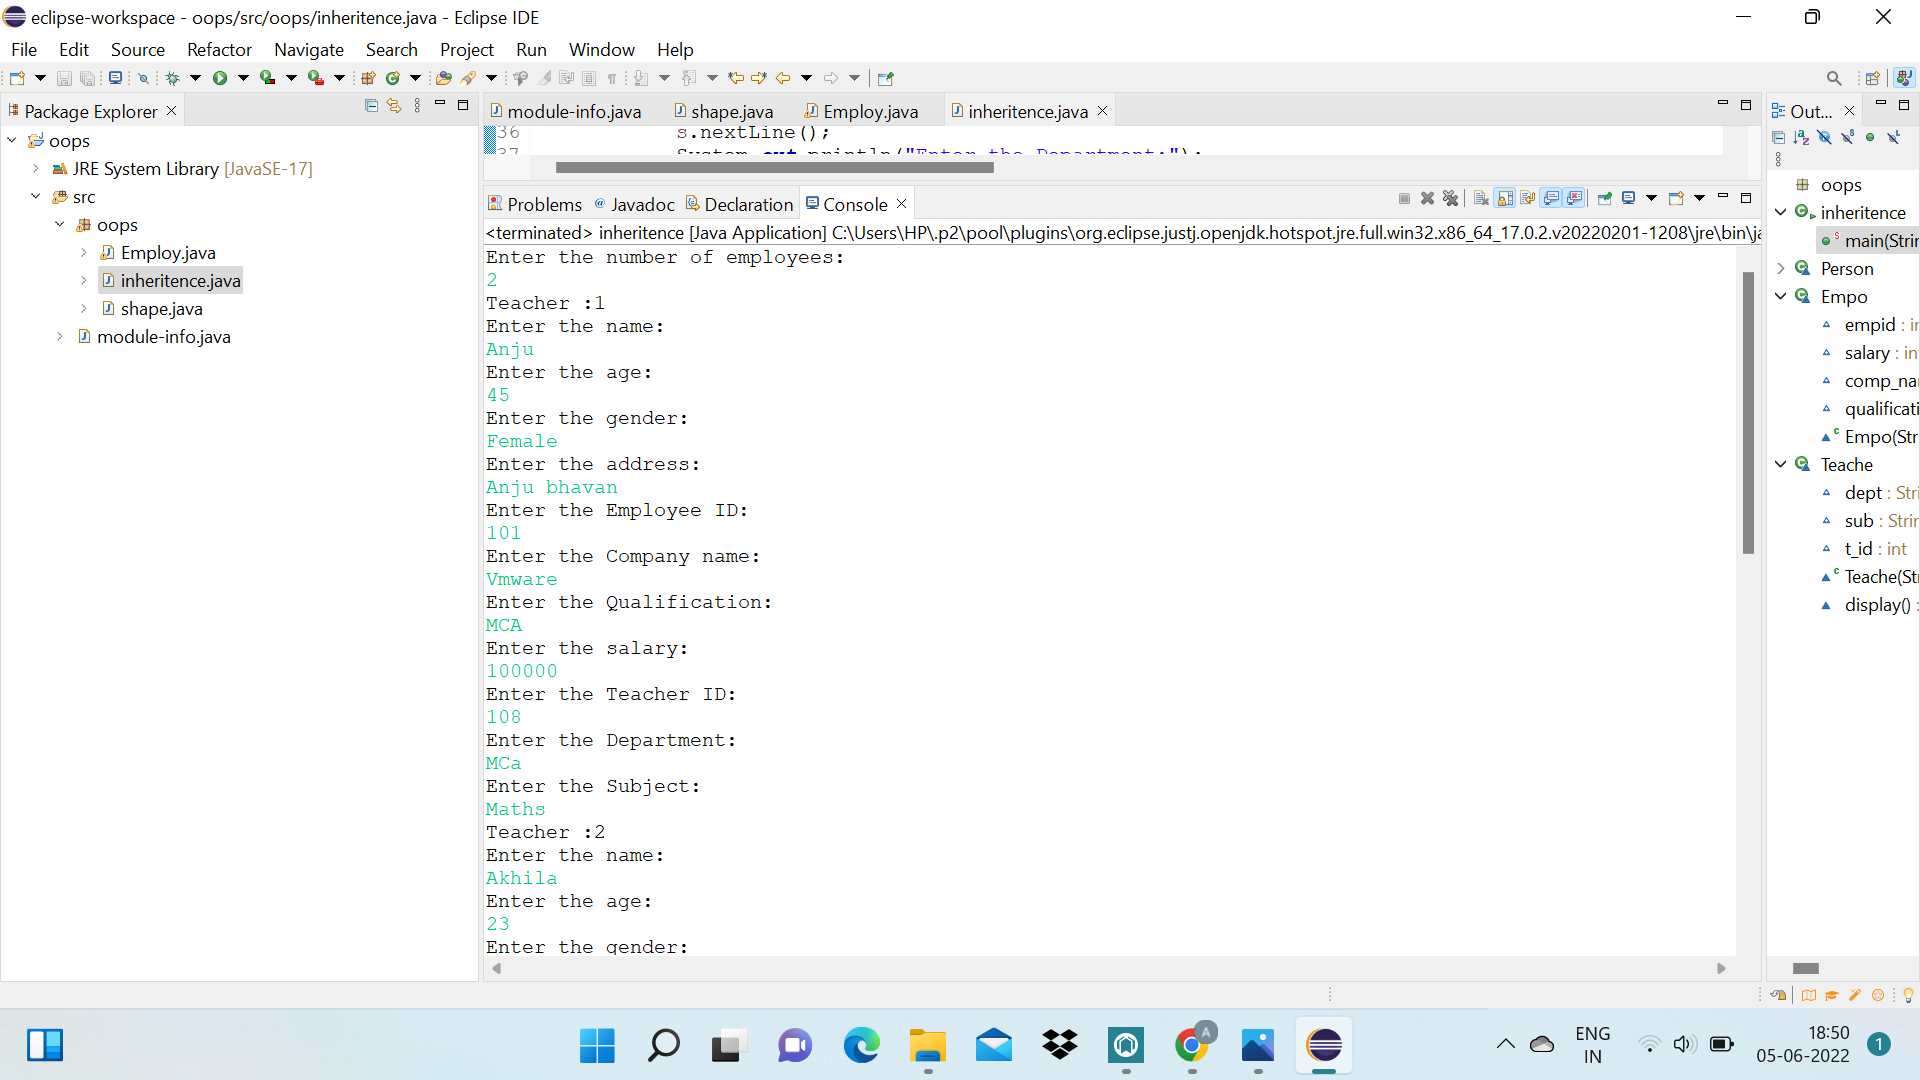 eclipse-workspace - oops/src/oops/inheritence.java - Eclipse IDE
File Edit Source Refactor Navigate Search Project Run Window Help
Package Explorer
oops
JRE System Library [JavaSE-17]
src
oops
Employ.java
inheritence.java
shape.java
module-info.java
module-info.java shape.java Employ.java inheritence.java
36 s.nextLine();
37 System.out.println("Enter the Department:");
Problems Javadoc Declaration Console
<terminated> inheritence [Java Application] C:\Users\HP\.p2\pool\plugins\org.eclipse.justj.openjdk.hotspot.jre.full.win32.x86_64_17.0.2.v20220201-1208\jre\bin\ja
Enter the number of employees:
2
Teacher :1
Enter the name:
Anju
Enter the age:
45
Enter the gender:
Female
Enter the address:
Anju bhavan
Enter the Employee ID:
101
Enter the Company name:
Vmware
Enter the Qualification:
MCA
Enter the salary:
100000
Enter the Teacher ID:
108
Enter the Department:
MCa
Enter the Subject:
Maths
Teacher :2
Enter the name:
Akhila
Enter the age:
23
Enter the gender:
Out...
oops
inheritence
main(Strin
Person
Empo
empid : in
salary : int
comp_na
qualificati
Empo(Str
Teache
dept : Stri
sub : Strin
t_id : int
Teache(St
display() :
A
ENG
IN
18:50
05-06-2022
1